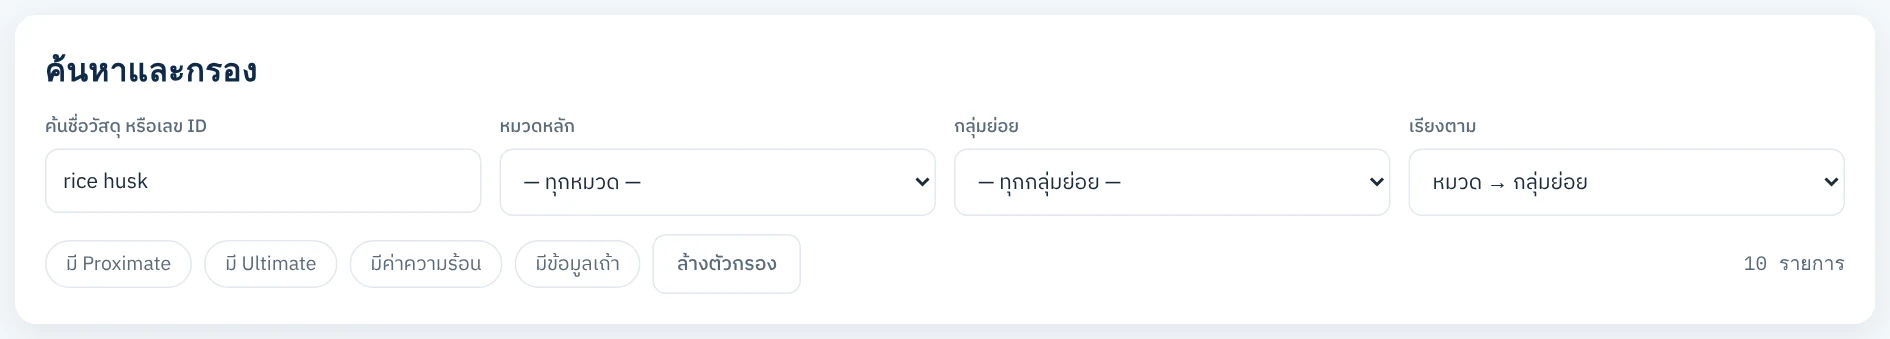 ค้นหาและกรอง
ค้นชื่อวัสดุ หรือเลข ID
หมวดหลัก
กลุ่มย่อย
เรียงตาม
rice husk
— ทุกหมวด —
— ทุกกลุ่มย่อย —
หมวด → กลุ่มย่อย
มี Proximate
มี Ultimate
มีค่าความร้อน
มีข้อมูลเถ้า
ล้างตัวกรอง
10 รายการ